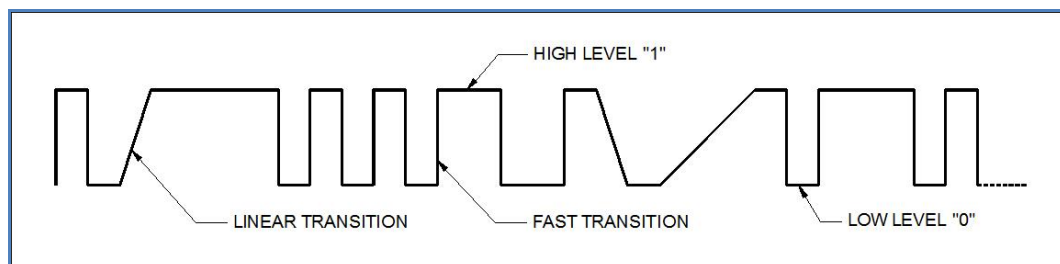 HIGH LEVEL "1"
LINEAR TRANSITION
FAST TRANSITION
LOW LEVEL "0"